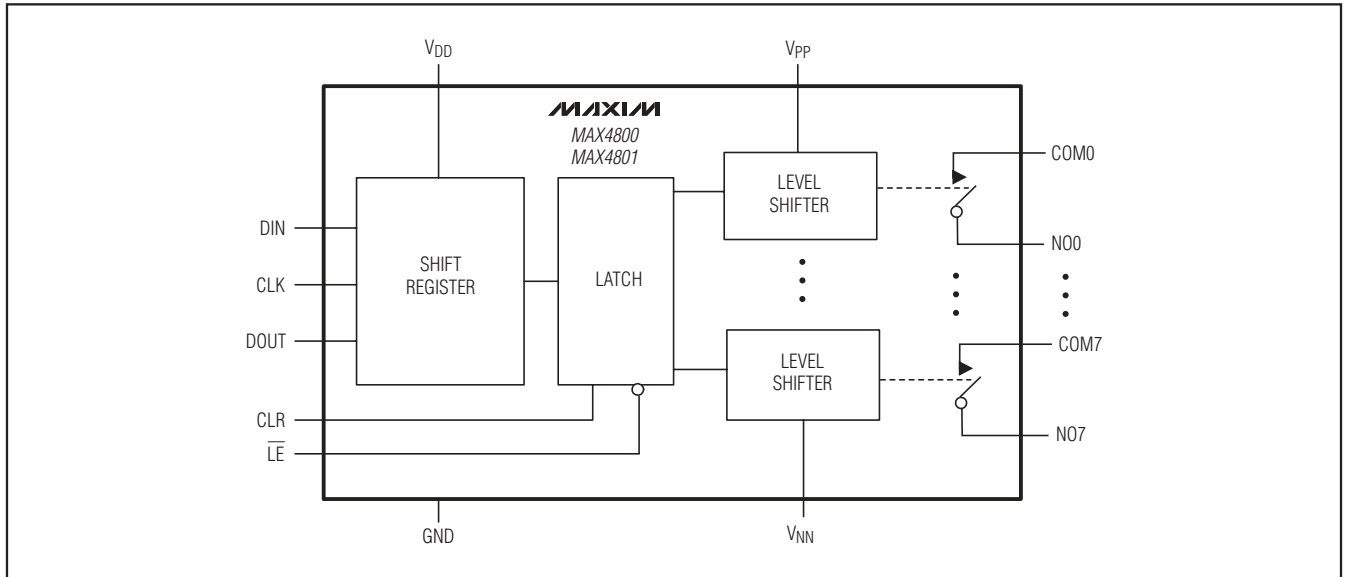 VDD
VPP
MAXIM
MAX4800
MAX4801
COM0
LEVEL
SHIFTER
DIN
NO0
SHIFT
REGISTER
LATCH
CLK
DOUT
COM7
LEVEL
SHIFTER
CLR
NO7
LE
GND
VNN